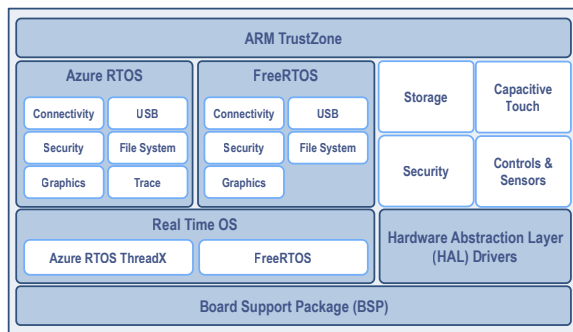 ARM TrustZone
Azure RTOS
Connectivity
USB
Security
File System
Graphics
Trace
FreeRTOS
Connectivity
USB
Security
File System
Graphics
Storage
Capacitive
Touch
Security
Controls &
Sensors
Real Time OS
Azure RTOS ThreadX
FreeRTOS
Hardware Abstraction Layer
(HAL) Drivers
Board Support Package (BSP)